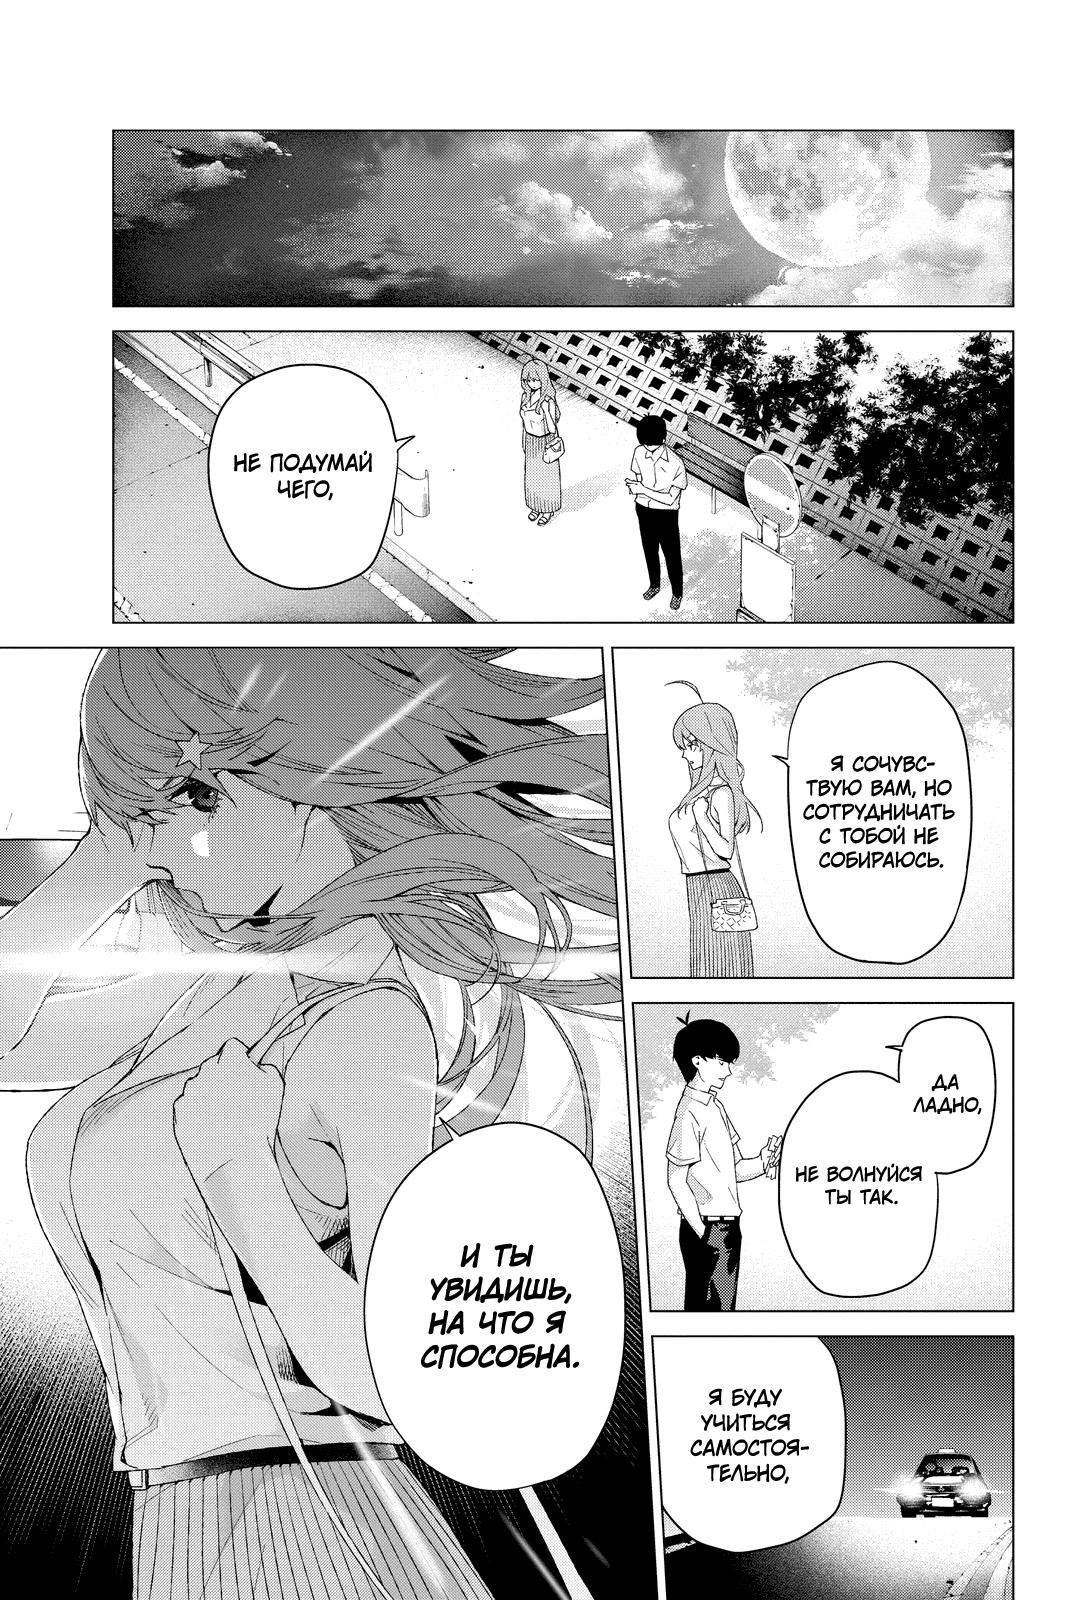 НЕ ПОДУМАЙ
ЧЕГО,
Я СОЧУВС-
ТВУЮ ВАМ, НО
СОТРУДНИЧАТЬ
С ТОБОЙ НЕ
СОБИРАЮСЬ.
ДА
ЛАДНО,
НЕ ВОЛНУЙСЯ
ТЫ ТАК.
Я БУДУ
УЧИТЬСЯ
САМОСТОЯ-
ТЕЛЬНО,
И ТЫ
УВИДИШЬ,
НА ЧТО Я
СПОСОБНА.